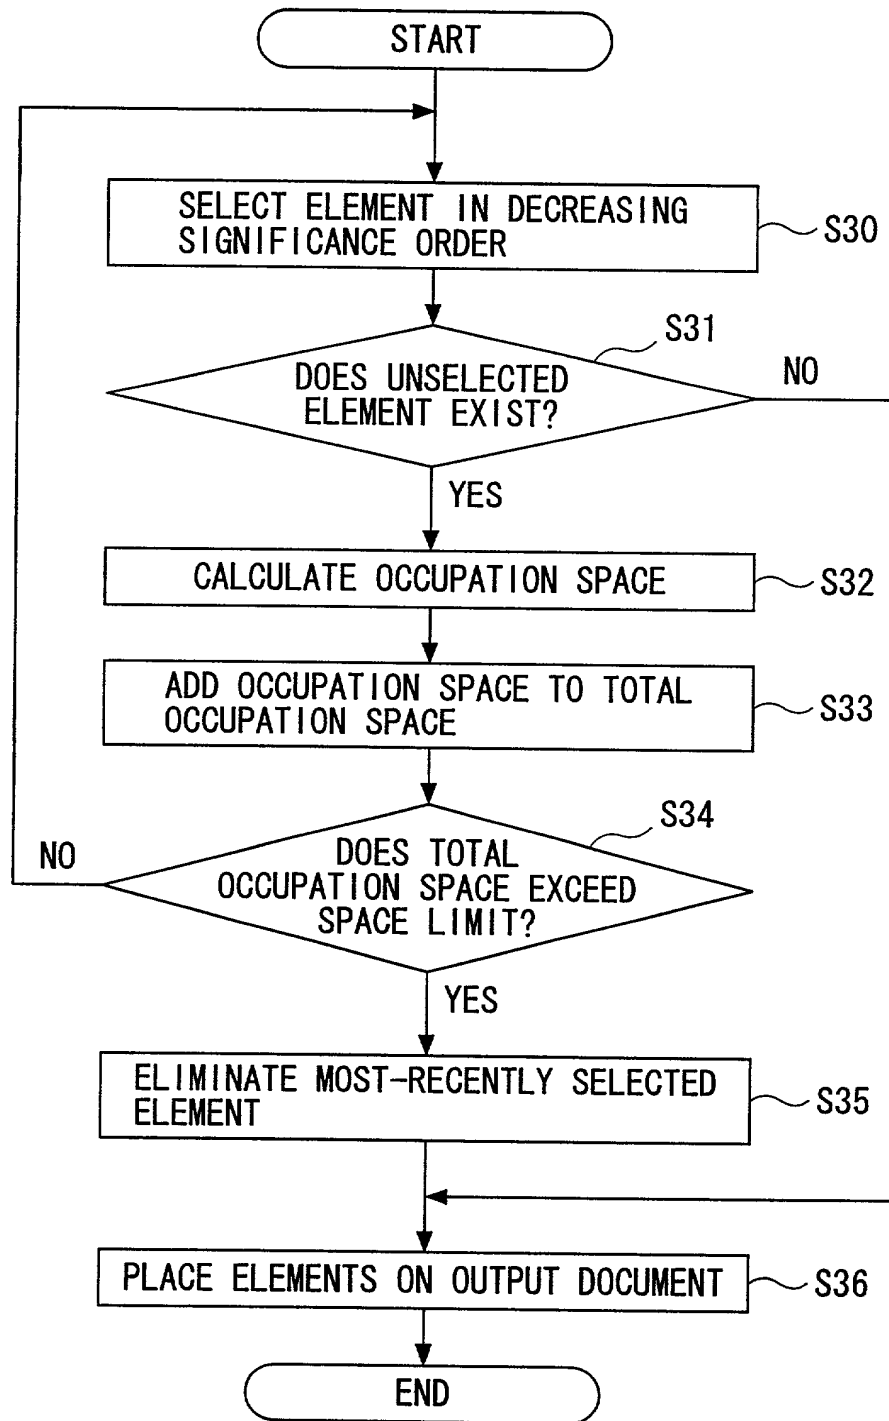 START
SELECT ELEMENT IN DECREASING
SIGNIFICANCE ORDER
S30
S31
DOES UNSELECTED
ELEMENT EXIST?
NO
YES
CALCULATE OCCUPATION SPACE
S32
ADD OCCUPATION SPACE TO TOTAL
OCCUPATION SPACE
S33
S34
NO
DOES TOTAL
OCCUPATION SPACE EXCEED
SPACE LIMIT?
YES
ELIMINATE MOST-RECENTLY SELECTED
ELEMENT
S35
PLACE ELEMENTS ON OUTPUT DOCUMENT
S36
END